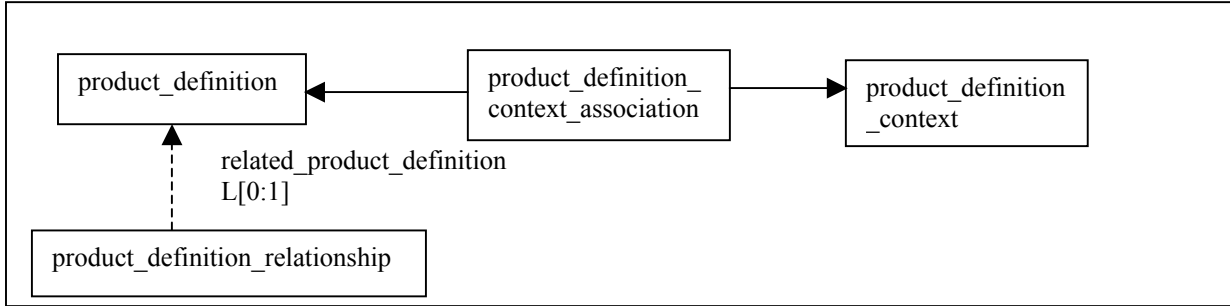 product_definition
product_definition_
context_association
product_definition
_context
related_product_definition
L[0:1]
product_definition_relationship